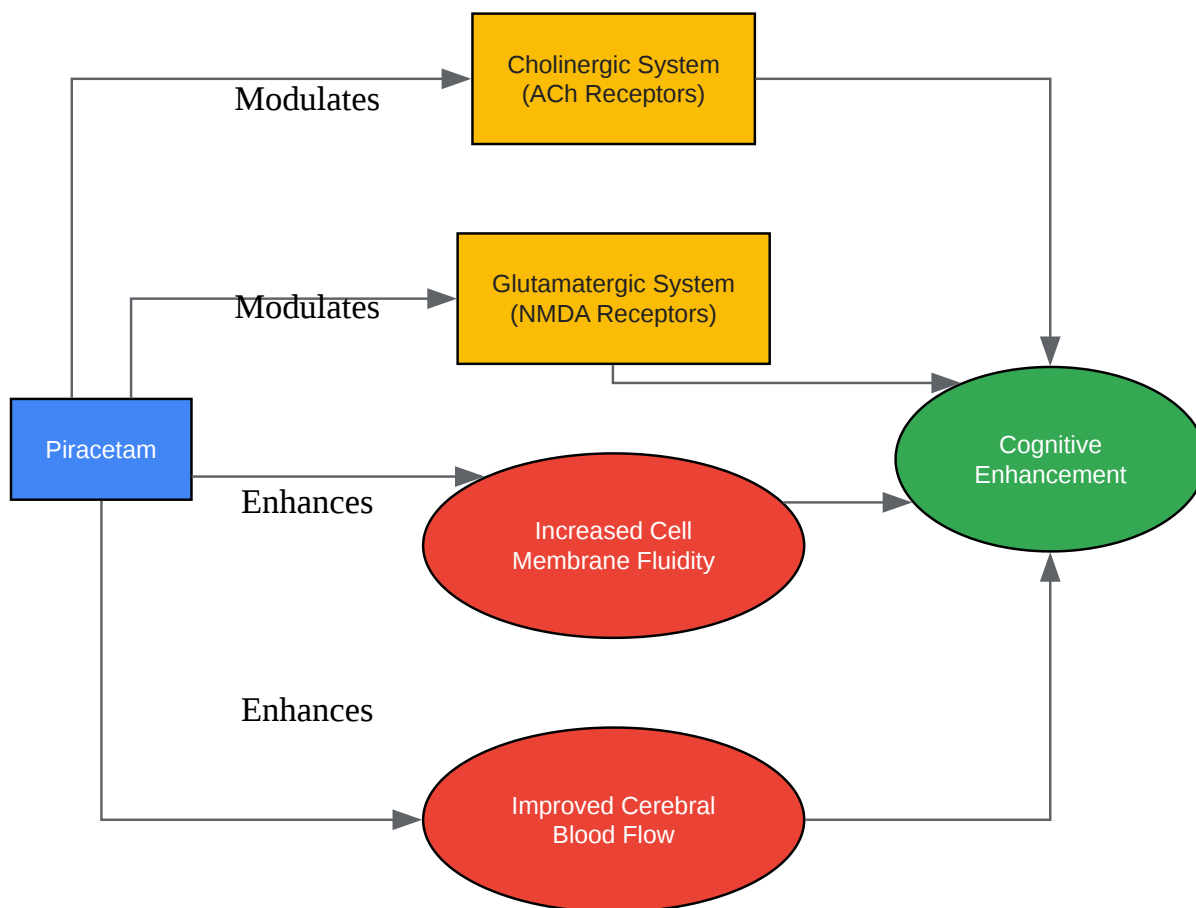 Cholinergic System
(ACh Receptors)
Modulates
Glutamatergic System
(NMDA Receptors)
Modulates
Piracetam
Cognitive
Enhancement
Enhances
Increased Cell
Membrane Fluidity
Enhances
Improved Cerebral
Blood Flow